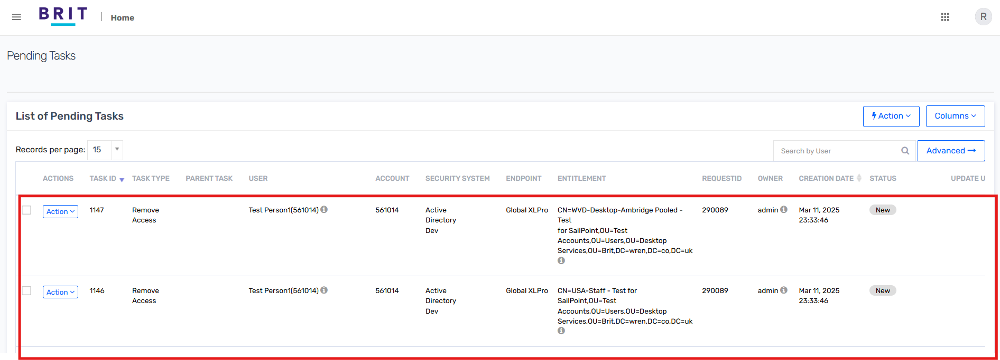 BRIT
Home
R
Pending Tasks
List of Pending Tasks
Action
Columns
Records per page: 15
Search by User
Advanced
ACTIONS TASK ID TASK TYPE PARENT TASK USER ACCOUNT SECURITY SYSTEM ENDPOINT ENTITLEMENT REQUESTID OWNER CREATION DATE STATUS UPDATE U
Action 1147 Remove Test Person1(561014) 561014 Active Global XLPro CN=WVD-Desktop-Ambridge Pooled - 290089 admin Mar 11, 2025 New
Access Directory Test 23:33:46
Dev for SailPoint,OU=Test
Accounts,OU=Users,OU=Desktop
Services,OU=Brit,DC=wren,DC=co,DC=uk
Action 1146 Remove Test Person1(561014) 561014 Active Global XLPro CN=USA-Staff - Test for 290089 admin Mar 11, 2025 New
Access Directory SailPoint,OU=Test 23:33:46
Dev Accounts,OU=Users,OU=Desktop
Services,OU=Brit,DC=wren,DC=co,DC=uk